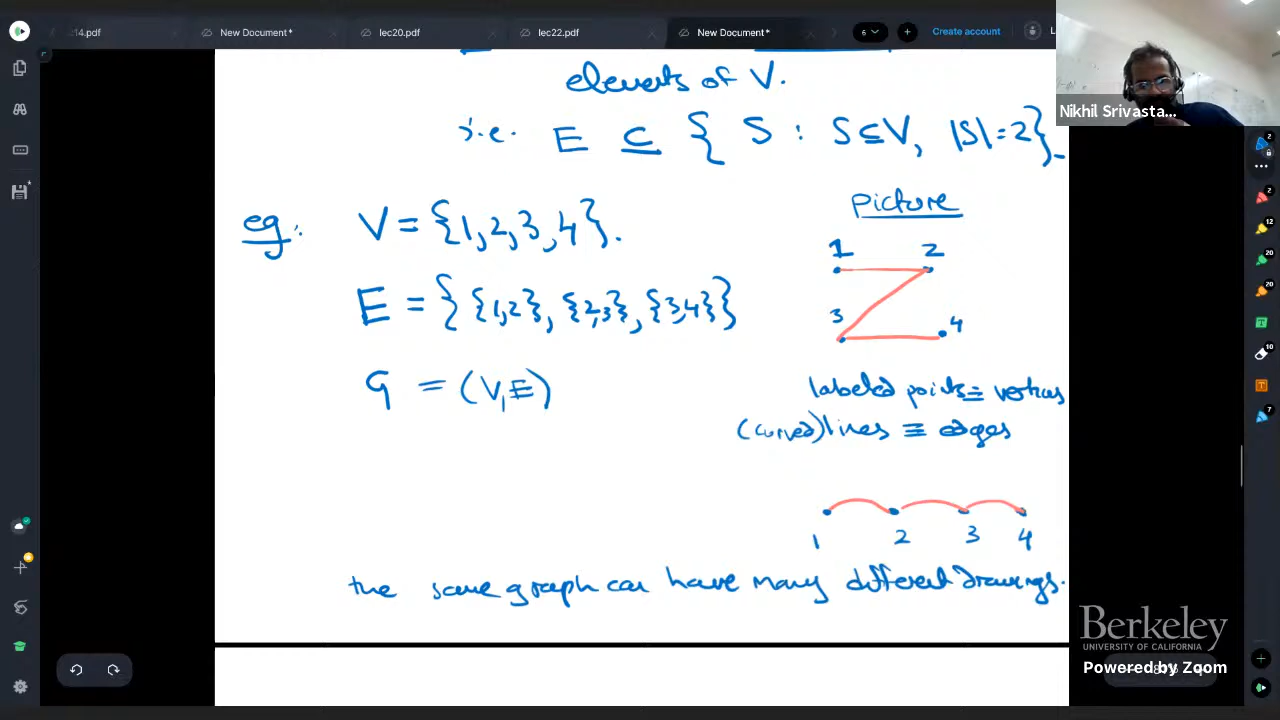 14.pdf
New Document*
lec20.pdf
lec22.pdf
New Document*
6
Create account
Nikhil Srivasta...
elements of V.
i.e. E ⊆ { S : S⊆V, |S|=2}
eg: V = {1,2,3,4}.
picture
1 2
E = { {1,2}, {2,3}, {3,4} }
3 4
G = (V,E)
labeled points ≡ vertices
(curved) lines ≡ edges
1 2 3 4
the same graph can have many different drawings.
Berkeley
UNIVERSITY OF CALIFORNIA
Powered by Zoom